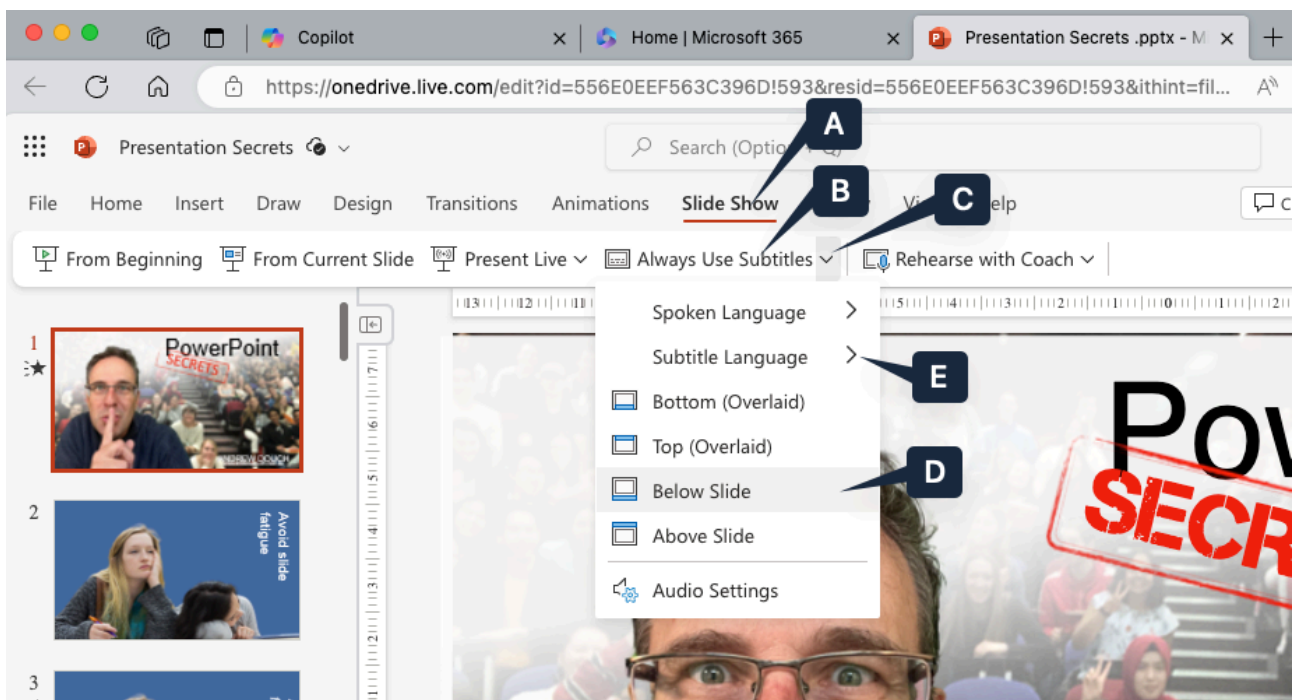 Copilot
Home | Microsoft 365
Presentation Secrets .pptx - M
https://onedrive.live.com/edit?id=556E0EEF563C396D!593&resid=556E0EEF563C396D!593&ithint=fil...
A
Presentation Secrets
Search (Optio
File Home Insert Draw Design Transitions Animations Slide Show Vi elp
B
C
From Beginning From Current Slide Present Live Always Use Subtitles Rehearse with Coach
Spoken Language
Subtitle Language
E
Bottom (Overlaid)
Top (Overlaid)
D
Below Slide
Above Slide
Audio Settings
1
PowerPoint
SECRETS
ANDREW GOUCH
2
Avoid slide
fatigue
3
Pow
SECR